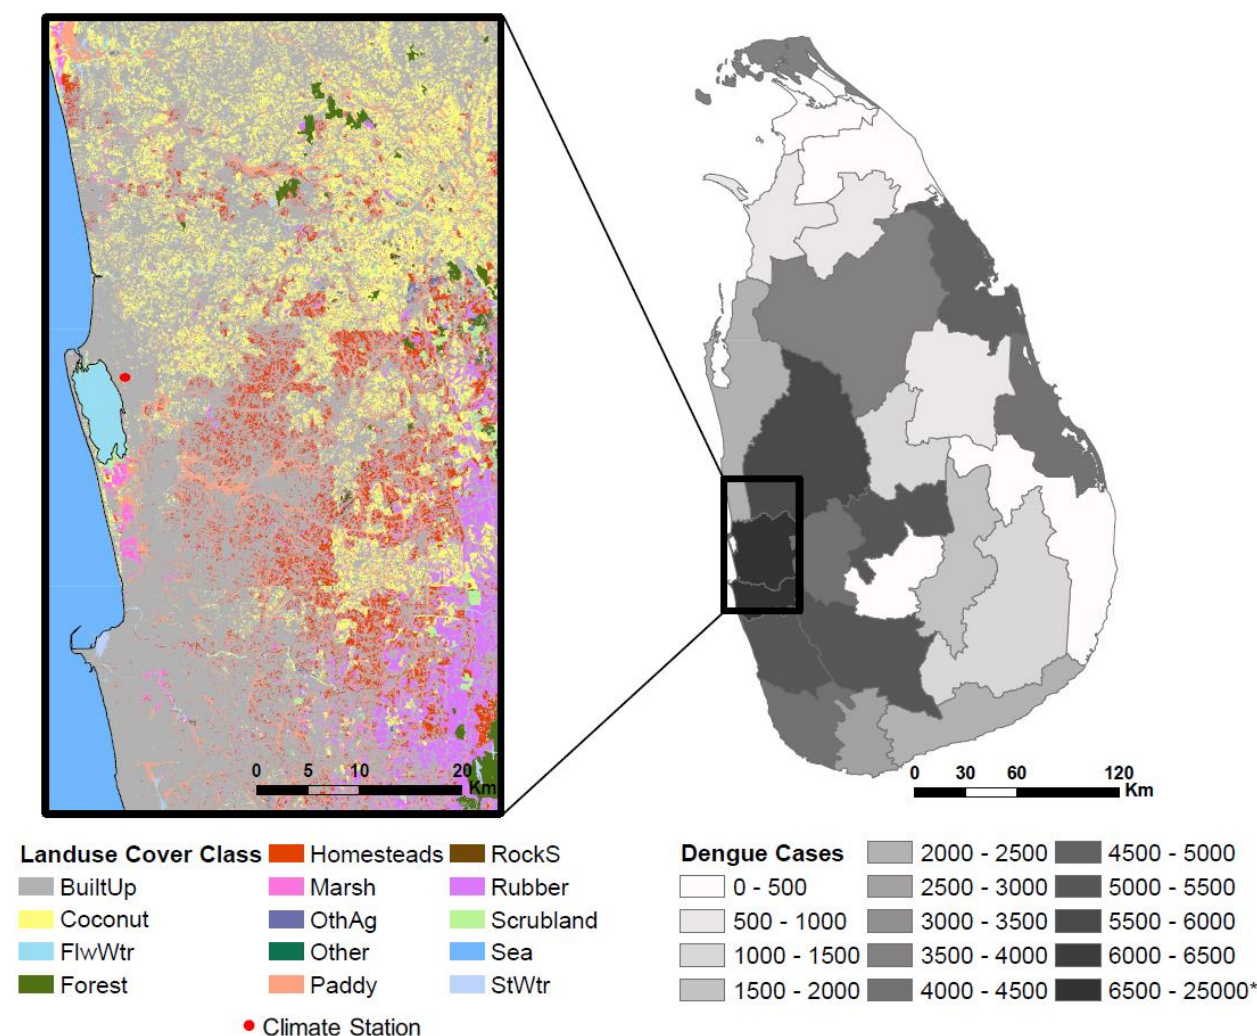 0 5 10 20
Km
0 30 60 120
Km
Landuse Cover Class
BuiltUp
Coconut
FlwWtr
Forest
Homesteads
Marsh
OthAg
Other
Paddy
RockS
Rubber
Scrubland
Sea
StWtr
Climate Station
Dengue Cases
0 - 500
500 - 1000
1000 - 1500
1500 - 2000
2000 - 2500
2500 - 3000
3000 - 3500
3500 - 4000
4000 - 4500
4500 - 5000
5000 - 5500
5500 - 6000
6000 - 6500
6500 - 25000*